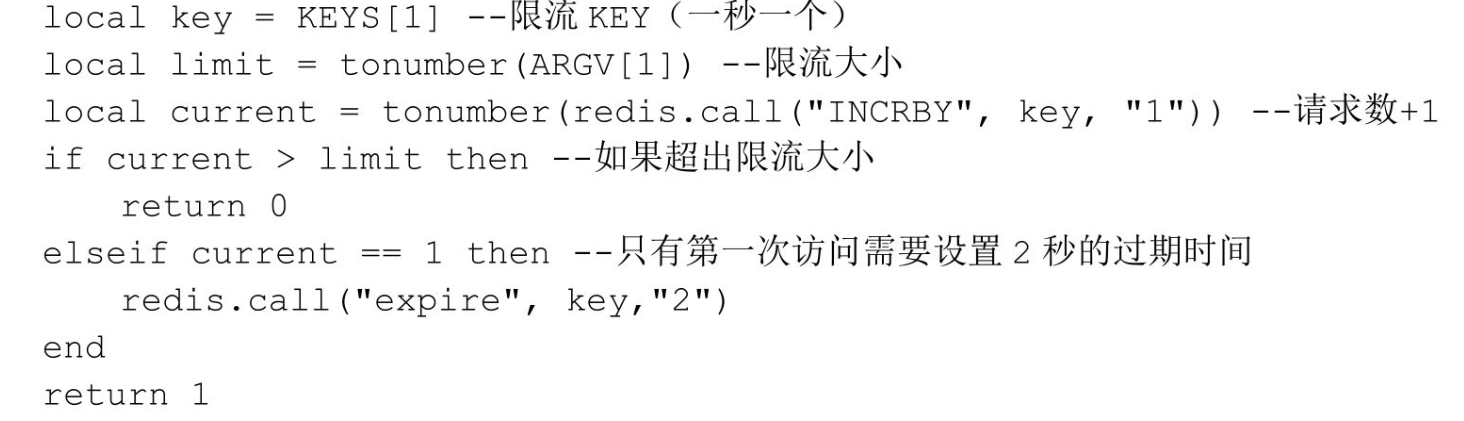 local key = KEYS[1] --限流 KEY（一秒一个）
local limit = tonumber(ARGV[1]) --限流大小
local current = tonumber(redis.call("INCRBY", key, "1")) --请求数+1
if current > limit then --如果超出限流大小
    return 0
elseif current == 1 then --只有第一次访问需要设置 2 秒的过期时间
    redis.call("expire", key,"2")
end
return 1